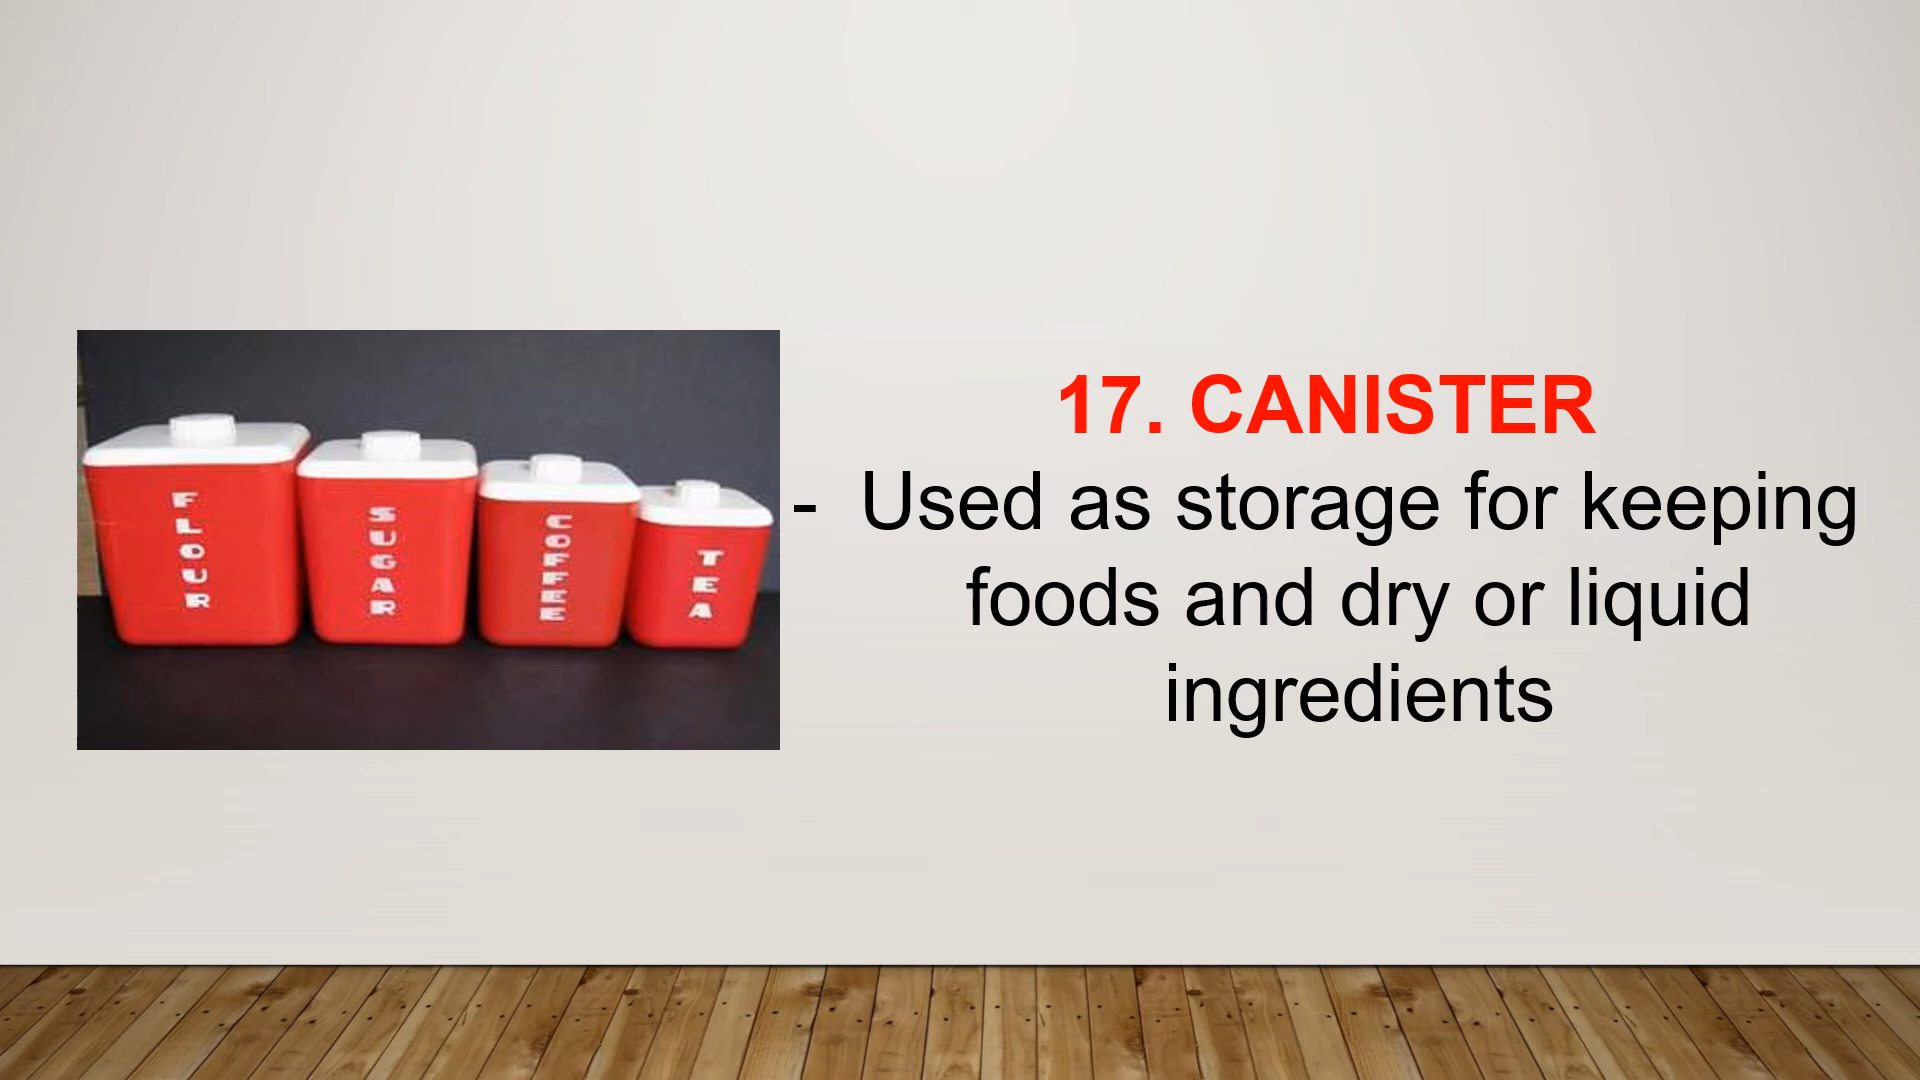 FLOUR
SUGAR
COFFEE
TEA
17. CANISTER
- Used as storage for keeping
foods and dry or liquid
ingredients